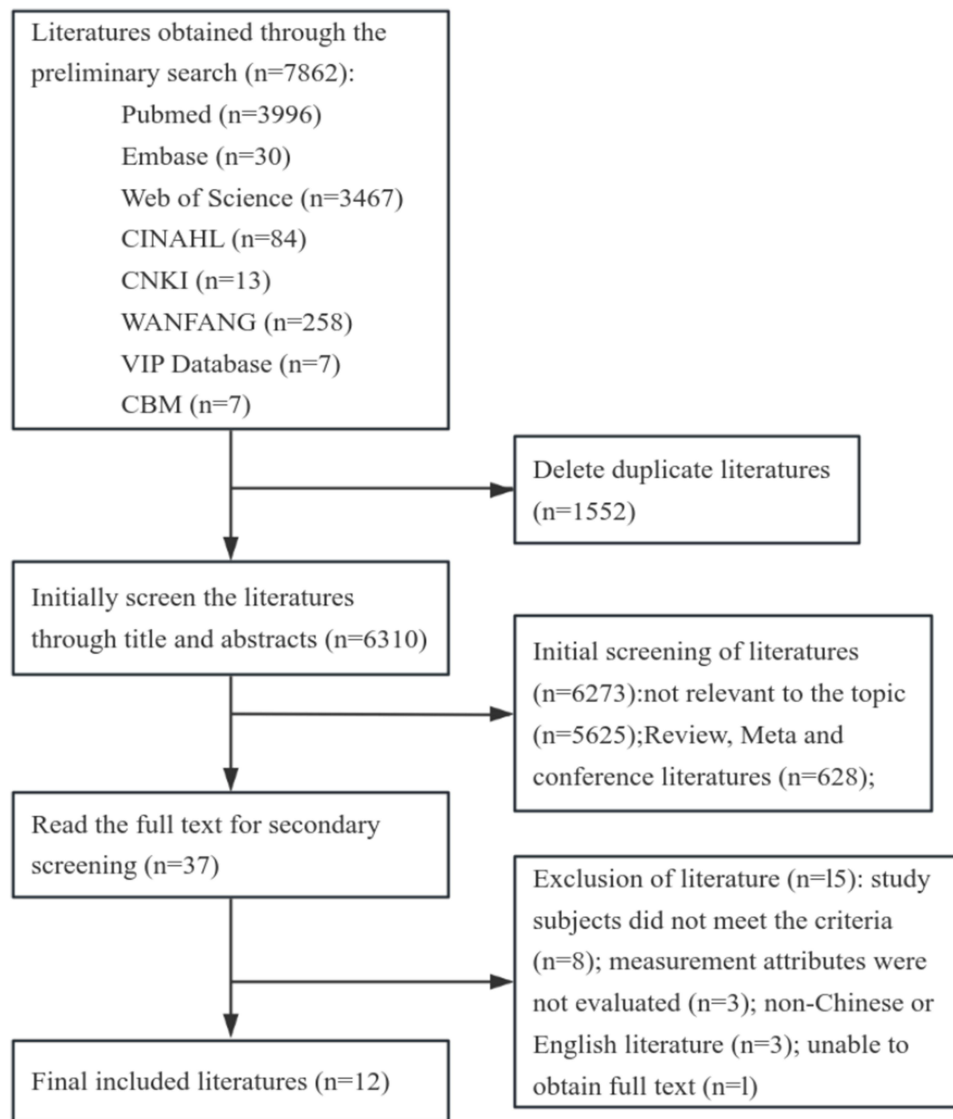 Literatures obtained through the
preliminary search (n=7862):
Pubmed (n=3996)
Embase (n=30)
Web of Science (n=3467)
CINAHL (n=84)
CNKI (n=13)
WANFANG (n=258)
VIP Database (n=7)
CBM (n=7)
Delete duplicate literatures
(n=1552)
Initially screen the literatures
through title and abstracts (n=6310)
Initial screening of literatures
(n=6273):not relevant to the topic
(n=5625);Review, Meta and
conference literatures (n=628);
Read the full text for secondary
screening (n=37)
Exclusion of literature (n=l5): study
subjects did not meet the criteria
(n=8); measurement attributes were
not evaluated (n=3); non-Chinese or
English literature (n=3); unable to
obtain full text (n=l)
Final included literatures (n=12)